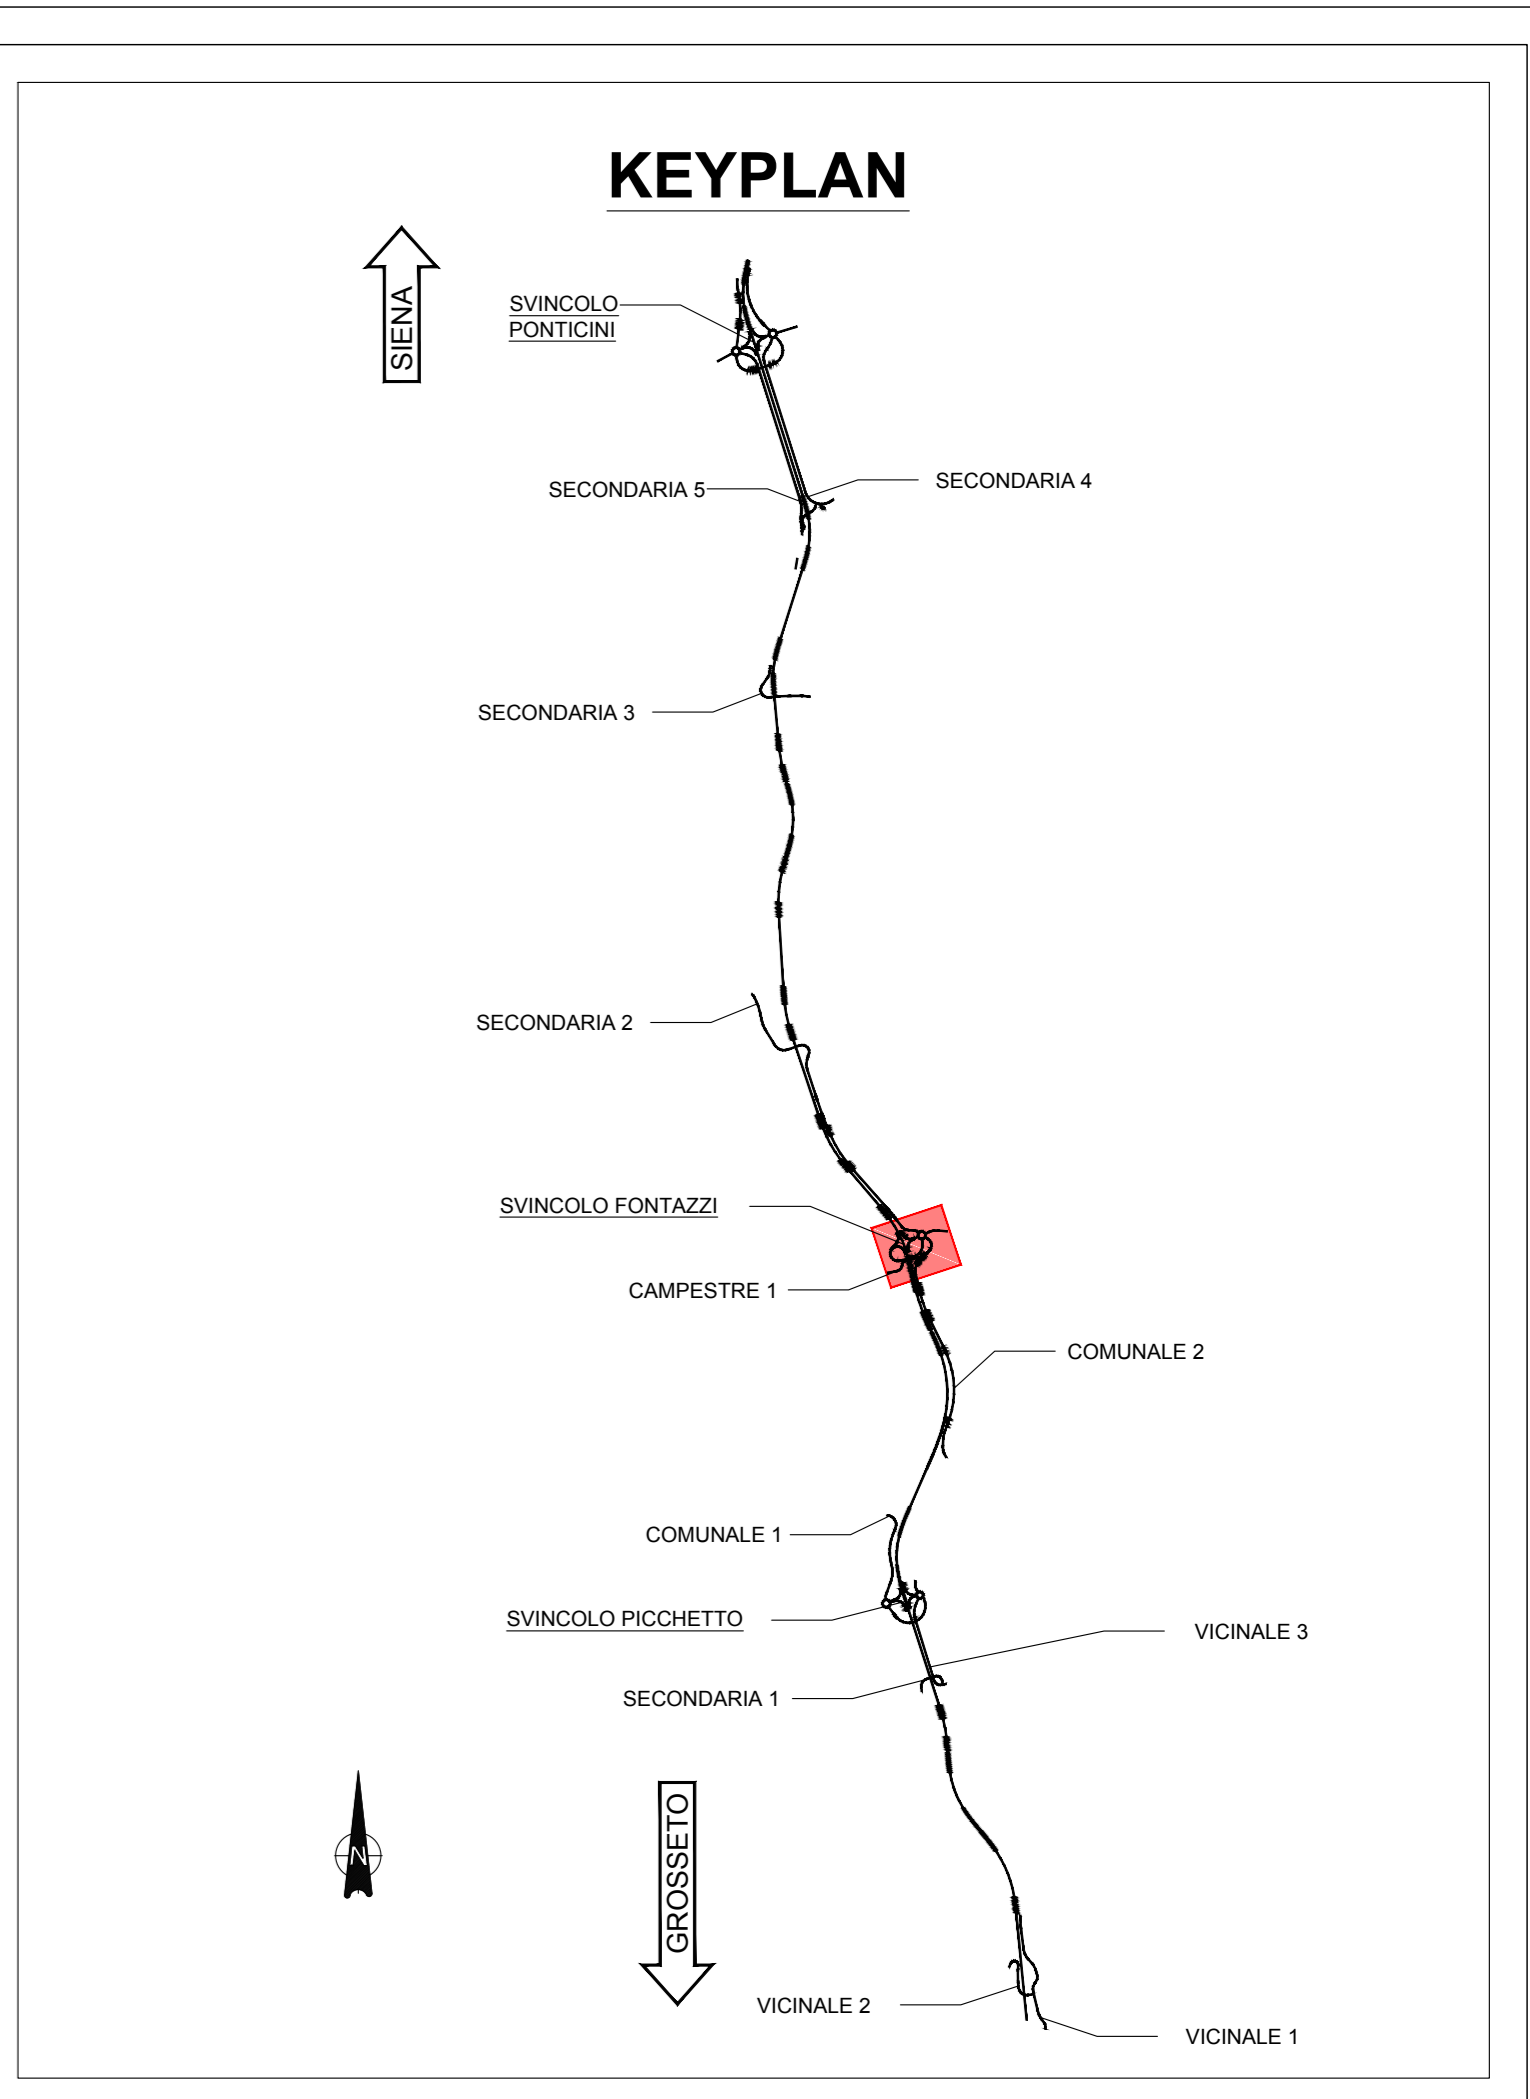 KEYPLAN
SIENA
SVINCOLO
PONTICINI
SECONDARIA 5
SECONDARIA 4
SECONDARIA 3
SECONDARIA 2
SVINCOLO FONTAZZI
CAMPESTRE 1
COMUNALE 2
COMUNALE 1
SVINCOLO PICCHETTO
VICINALE 3
SECONDARIA 1
GROSSETO
N
VICINALE 2
VICINALE 1